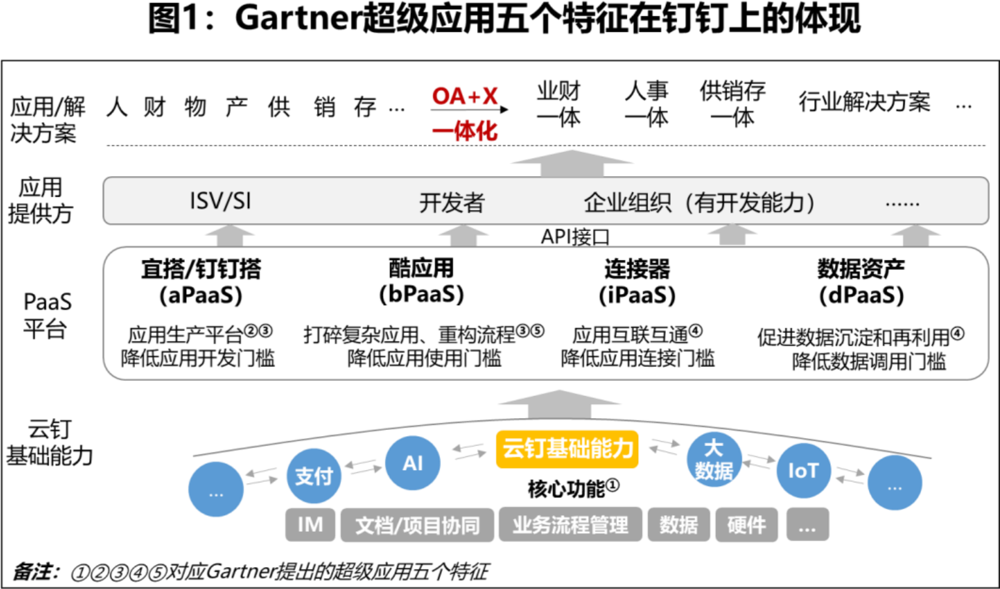 图1：Gartner超级应用五个特征在钉钉上的体现
应用/解
决方案
人 财 物 产 供 销 存 ...
OA+X
一体化
业财
一体
人事
一体
供销存
一体
行业解决方案
...
应用
提供方
ISV/SI
开发者
企业组织（有开发能力）
......
API接口
PaaS
平台
宜搭/钉钉搭
(aPaaS)
应用生产平台②③
降低应用开发门槛
酷应用
(bPaaS)
打碎复杂应用、重构流程③⑤
降低应用使用门槛
连接器
(iPaaS)
应用互联互通④
降低应用连接门槛
数据资产
(dPaaS)
促进数据沉淀和再利用④
降低数据调用门槛
云钉
基础能力
...
支付
AI
云钉基础能力
大
数据
IoT
...
核心功能①
IM
文档/项目协同
业务流程管理
数据
硬件
...
备注：①②③④⑤对应Gartner提出的超级应用五个特征